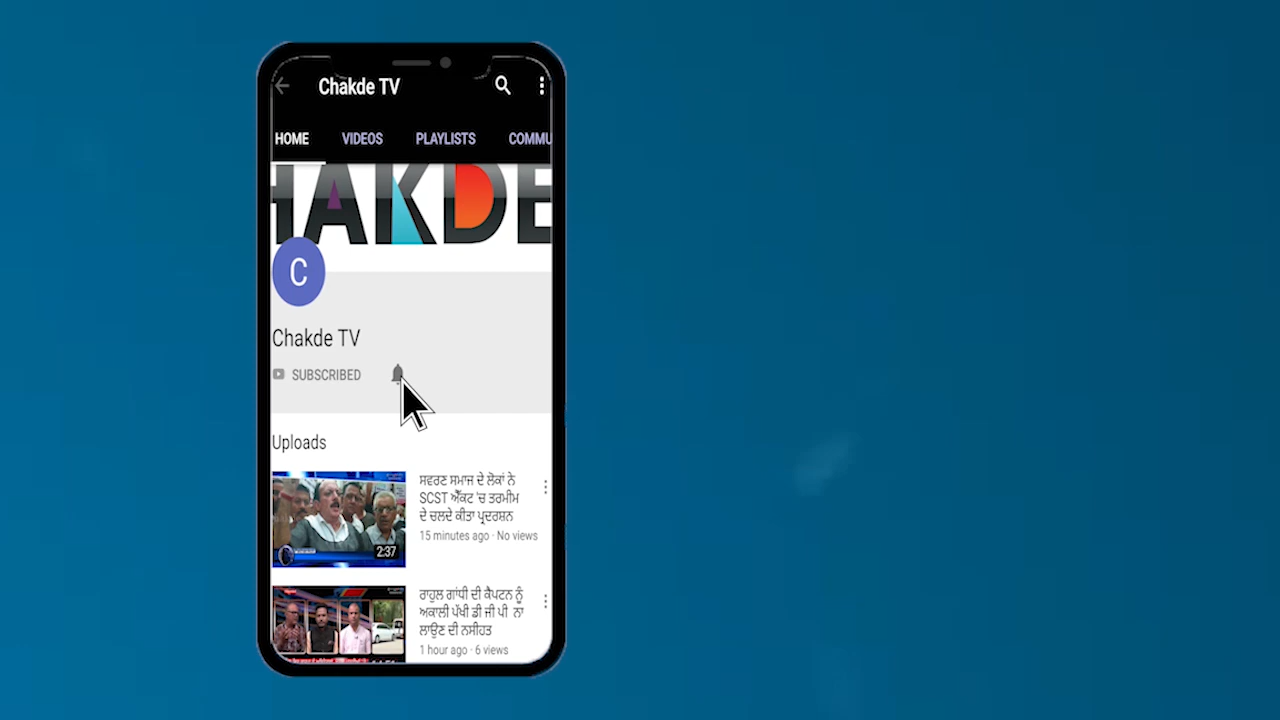 Chakde TV
HOME VIDEOS PLAYLISTS COMMU
HAKDE
C
Chakde TV
SUBSCRIBED
Uploads
ਸਵਰਣ ਸਮਾਜ ਦੇ ਲੋਕਾਂ ਨੇ
SCST ਐੱਕਟ 'ਚ ਤਰਮੀਮ
ਦੇ ਚਲਦੇ ਕੀਤਾ ਪ੍ਰਦਰਸ਼ਨ
15 minutes ago · No views
2:37
ਰਾਹੁਲ ਗਾਂਧੀ ਦੀ ਕੈਪਟਨ ਨੂੰ
ਅਕਾਲੀ ਪੱਖੀ ਡੀ ਜੀ ਪੀ ਨਾ
ਲਾਉਣ ਦੀ ਨਸੀਹਤ
1 hour ago · 6 views